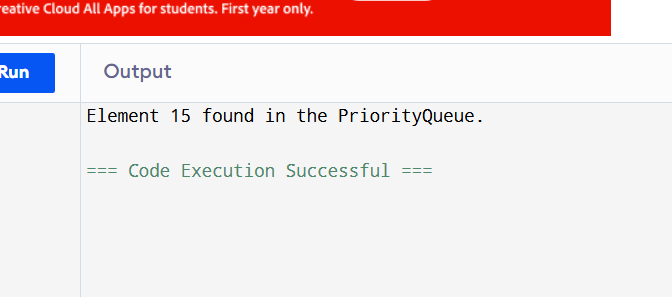 reative Cloud All Apps for students. First year only.
Run
Output
Element 15 found in the PriorityQueue.
=== Code Execution Successful ===